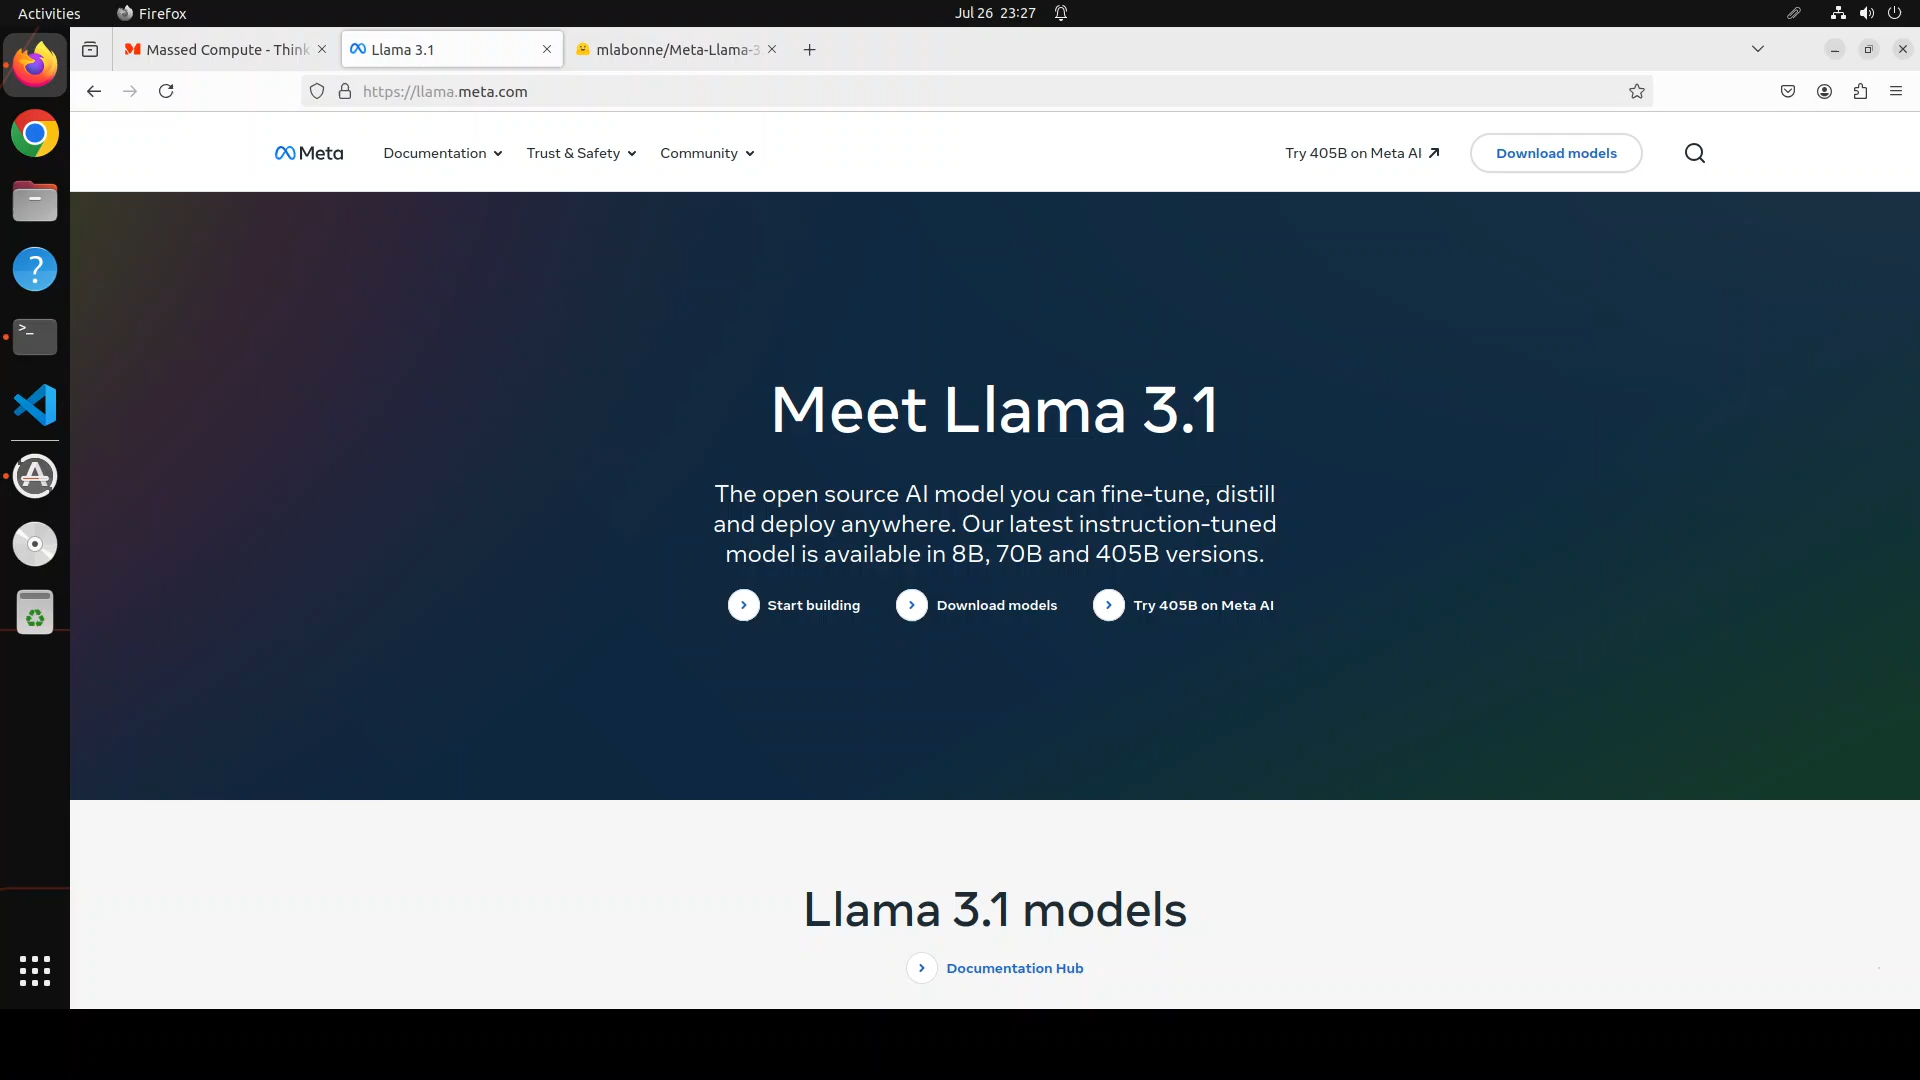 Activities
Firefox
Jul 26 23:27
Massed Compute - Think
Llama 3.1
mlabonne/Meta-Llama-3
https://llama.meta.com
Meta
Documentation
Trust & Safety
Community
Try 405B on Meta AI
Download models
Meet Llama 3.1
The open source AI model you can fine-tune, distill
and deploy anywhere. Our latest instruction-tuned
model is available in 8B, 70B and 405B versions.
Start building
Download models
Try 405B on Meta AI
Llama 3.1 models
Documentation Hub